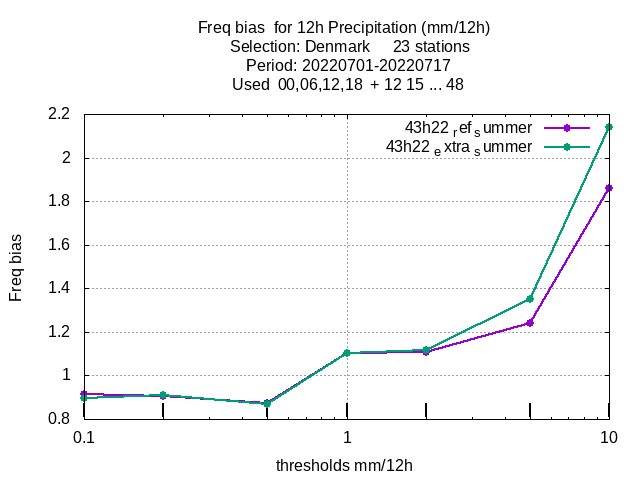 Freq bias  for 12h Precipitation (mm/12h)
Selection: Denmark     23 stations
Period: 20220701-20220717
Used  00,06,12,18  + 12 15 ... 48
43h22 ref summer
43h22 extra summer
2.2
2
1.8
1.6
1.4
1.2
1
0.8
Freq bias
0.1 1 10
thresholds mm/12h